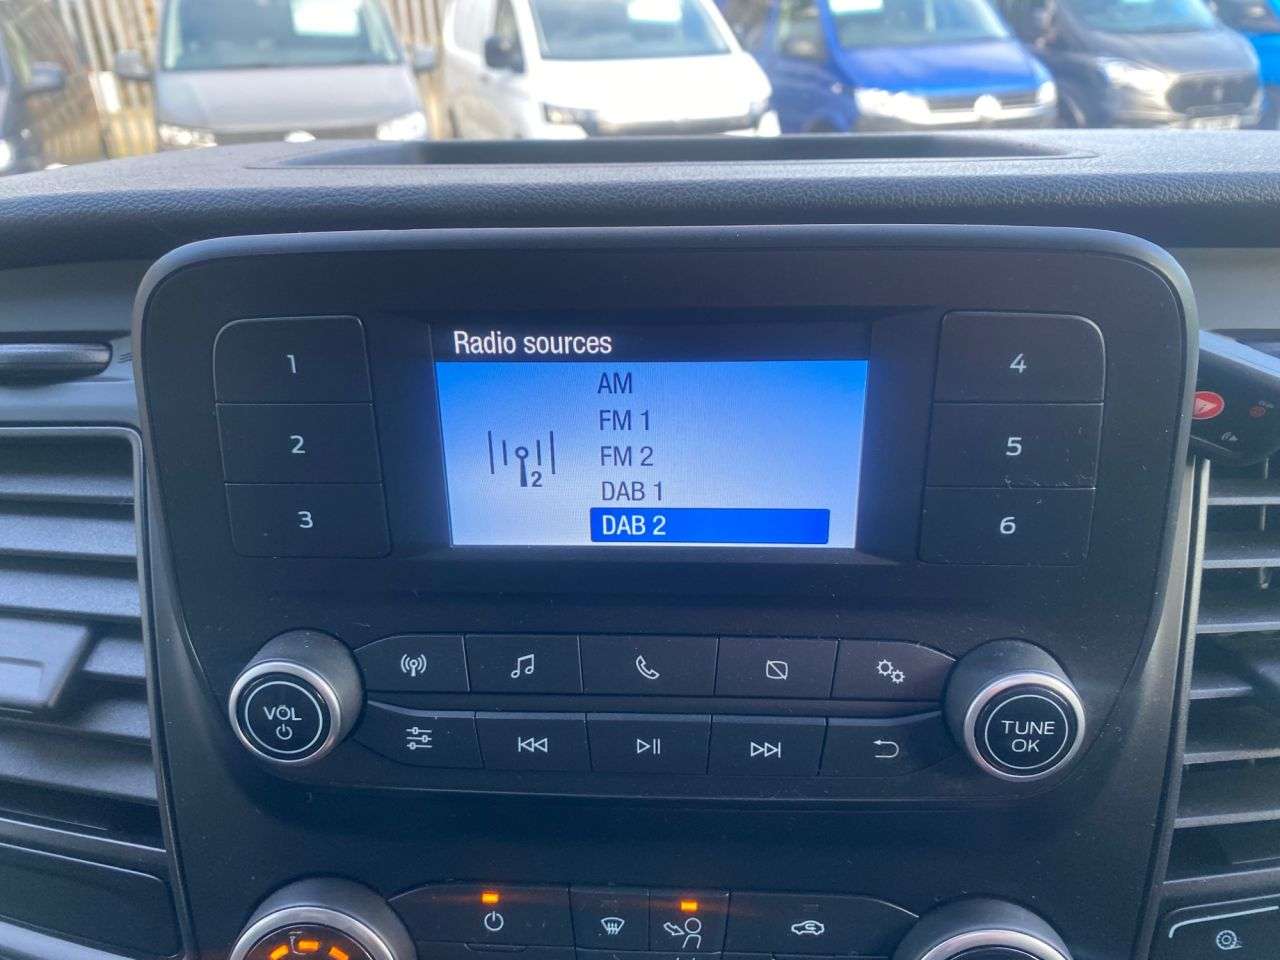 Radio sources
AM
FM 1
FM 2
DAB 1
DAB 2
2
1
2
3
4
5
6
VOL
TUNE
OK